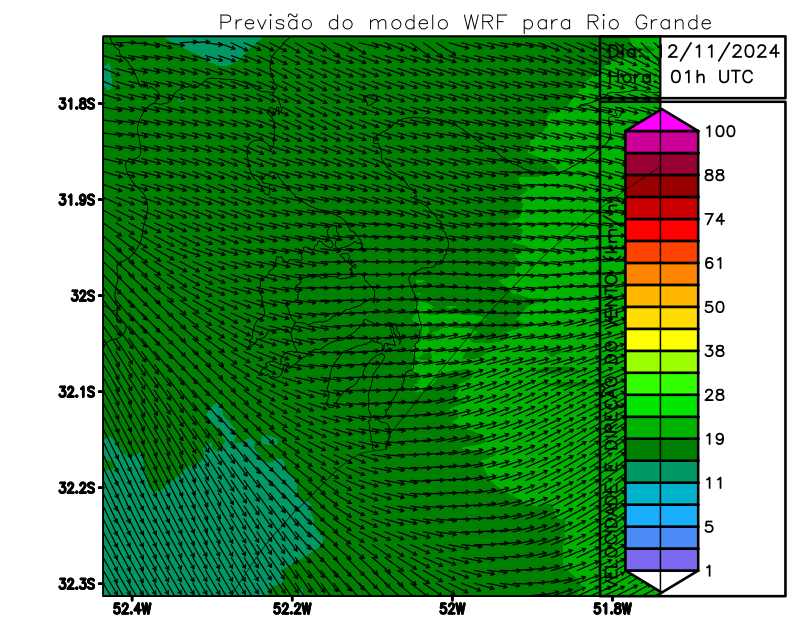 Previsão do modelo WRF para Rio Grande
Dia: 12/11/2024
Hora: 01h UTC
31.8S
31.9S
32S
32.1S
32.2S
32.3S
52.4W
52.2W
52W
51.8W
VELOCIDADE E DIREÇÃO DO VENTO (km/h)
100
88
74
61
50
38
28
19
11
5
1